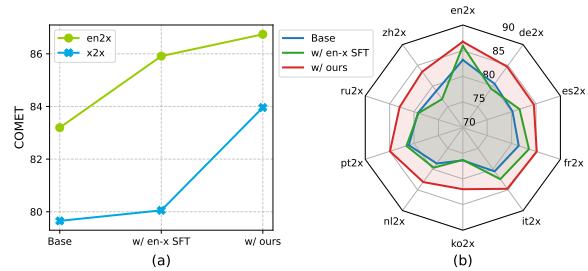 COMET
86
84
82
80
en2x
x2x
Base
w/ en-x SFT
w/ ours
(a)
Base
w/ en-x SFT
w/ ours
en2x
de2x
es2x
fr2x
it2x
ko2x
nl2x
pt2x
ru2x
zh2x
90
85
80
75
70
(b)